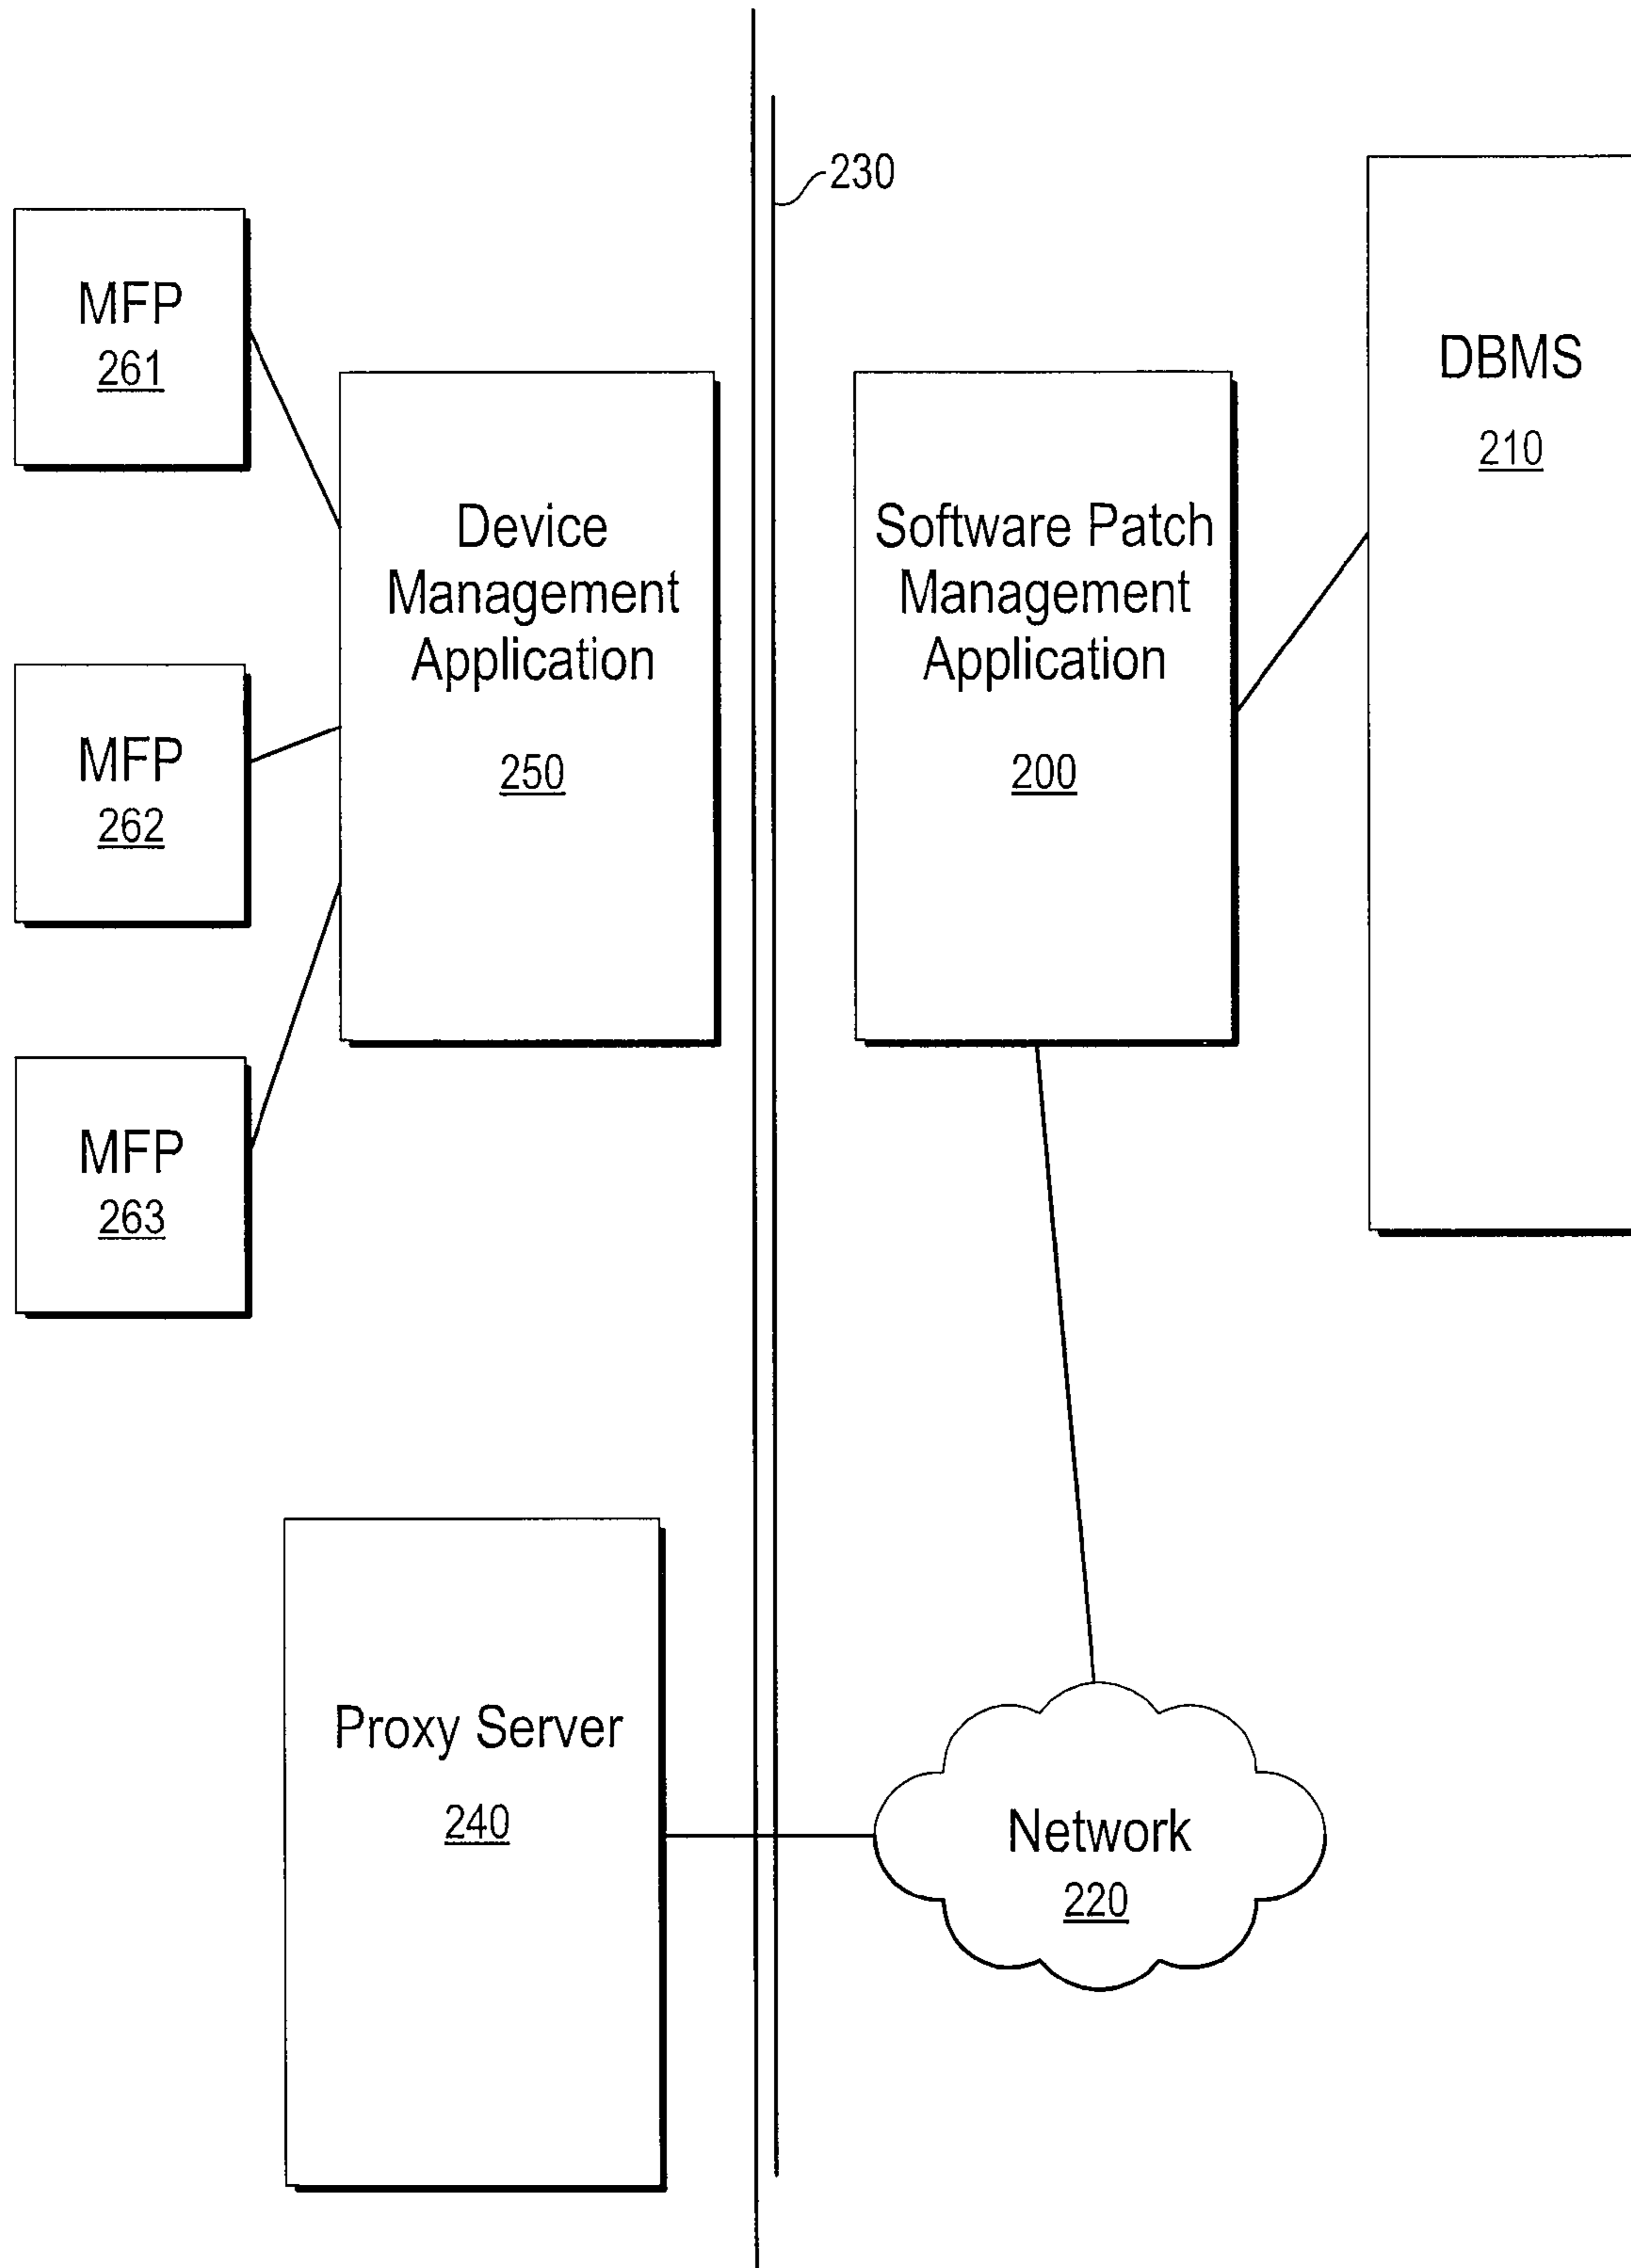 230
MFP
261
DBMS
210
Device
Management
Application
250
Software Patch
Management
Application
200
MFP
262
MFP
263
Proxy Server
240
Network
220